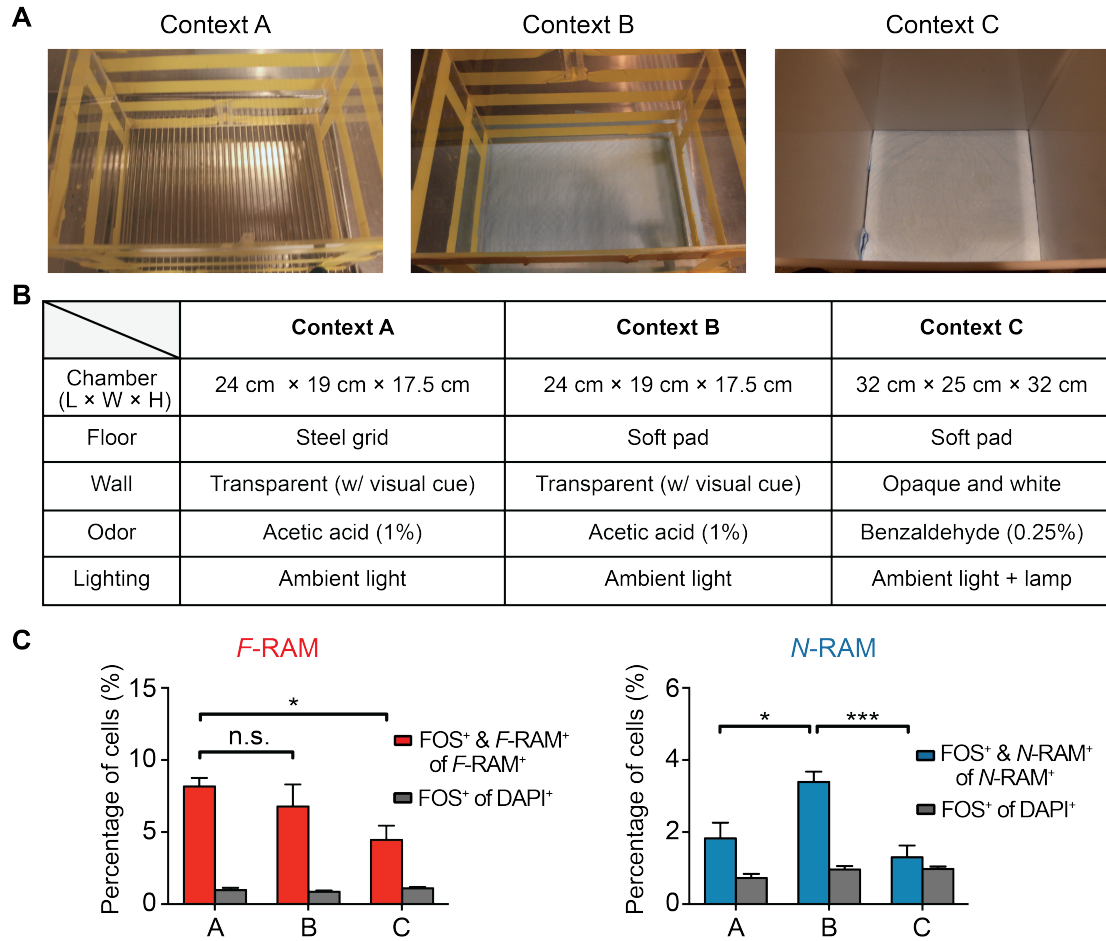 A
Context A
Context B
Context C
B
Context A
Context B
Context C
Chamber
(L × W × H)
24 cm × 19 cm × 17.5 cm
24 cm × 19 cm × 17.5 cm
32 cm × 25 cm × 32 cm
Floor
Steel grid
Soft pad
Soft pad
Wall
Transparent (w/ visual cue)
Transparent (w/ visual cue)
Opaque and white
Odor
Acetic acid (1%)
Acetic acid (1%)
Benzaldehyde (0.25%)
Lighting
Ambient light
Ambient light
Ambient light + lamp
C
F-RAM
Percentage of cells (%)
15
10
5
0
*
n.s.
A
B
C
FOS⁺ & F-RAM⁺
of F-RAM⁺
FOS⁺ of DAPI⁺
N-RAM
Percentage of cells (%)
6
4
2
0
*
***
A
B
C
FOS⁺ & N-RAM⁺
of N-RAM⁺
FOS⁺ of DAPI⁺